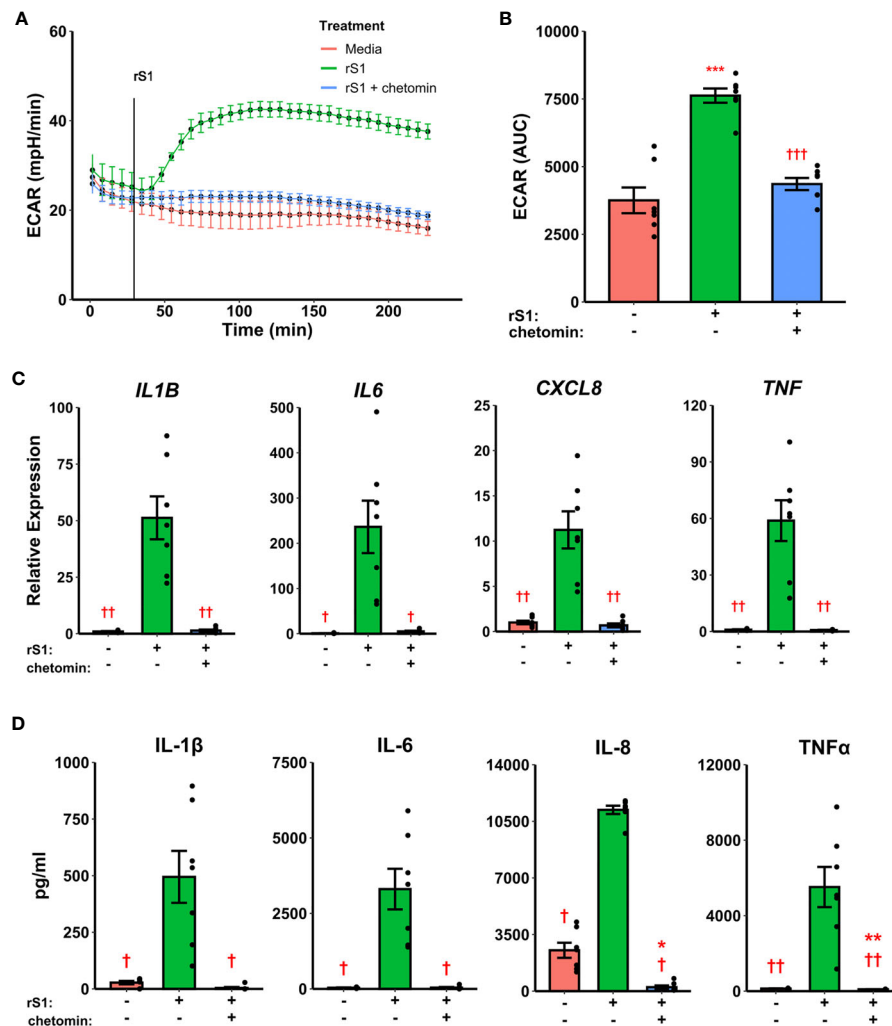 A
60
40
20
0
ECAR (mpH/min)
rS1
Treatment
Media
rS1
rS1 + chetomin
0 50 100 150 200
Time (min)
B
10000
7500
5000
2500
0
ECAR (AUC)
***
†††
rS1: - + +
chetomin: - - +
C
IL1B
100
75
50
25
0
Relative Expression
†† ††
rS1: - + +
chetomin: - - +
IL6
500
400
300
200
100
0
† †
- + +
- - +
CXCL8
25
20
15
10
5
0
†† ††
- + +
- - +
TNF
120
90
60
30
0
†† ††
- + +
- - +
D
IL-1β
1000
750
500
250
0
pg/ml
† †
rS1: - + +
chetomin: - - +
IL-6
7500
5000
2500
0
† †
- + +
- - +
IL-8
14000
10500
7000
3500
0
*
† †
- + +
- - +
TNFα
12000
8000
4000
0
**
†† ††
- + +
- - +